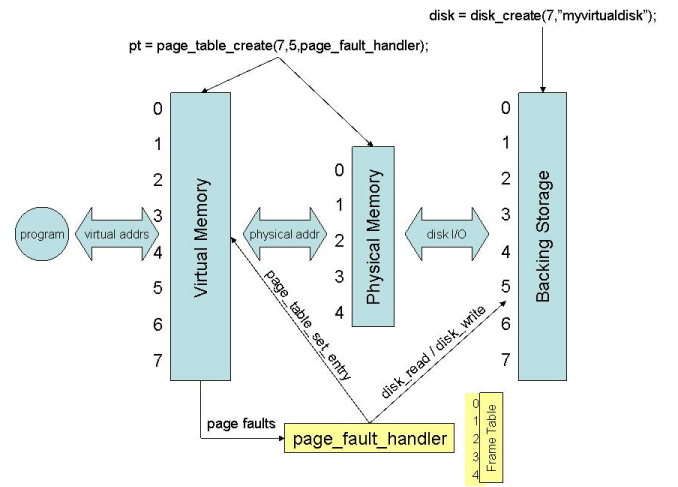 disk = disk_create(7,"myvirtualdisk");
pt = page_table_create(7,5,page_fault_handler);
0
1
2
3
4
5
6
7
Virtual Memory
0
1
2
3
4
Physical Memory
0
1
2
3
4
5
6
7
Backing Storage
program
virtual addrs
physical addr
disk I/O
page_table_set_entry
disk_read / disk_write
page faults
page_fault_handler
0
1
2
3
4
Frame Table